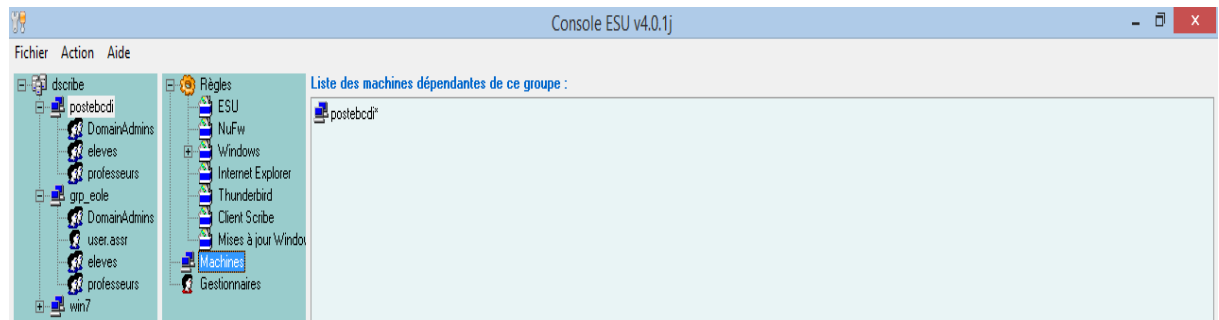 Console ESU v4.0.1j
Fichier Action Aide
dscribe
postebcdi
DomainAdmins
eleves
professeurs
grp_eole
DomainAdmins
user.assr
eleves
professeurs
win7
Règles
ESU
NuFw
Windows
Internet Explorer
Thunderbird
Client Scribe
Mises à jour Window
Machines
Gestionnaires
Liste des machines dépendantes de ce groupe :
postebcdi*